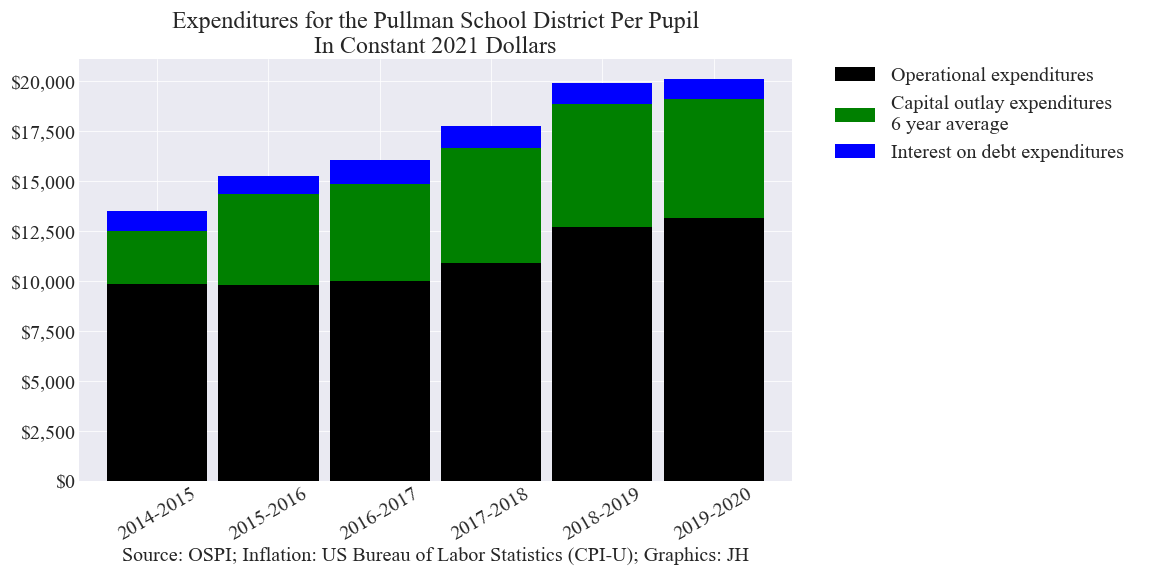 Expenditures for the Pullman School District Per Pupil
In Constant 2021 Dollars
$20,000
$17,500
$15,000
$12,500
$10,000
$7,500
$5,000
$2,500
$0
2014-2015
2015-2016
2016-2017
2017-2018
2018-2019
2019-2020
Source: OSPI; Inflation: US Bureau of Labor Statistics (CPI-U); Graphics: JH
Operational expenditures
Capital outlay expenditures
6 year average
Interest on debt expenditures